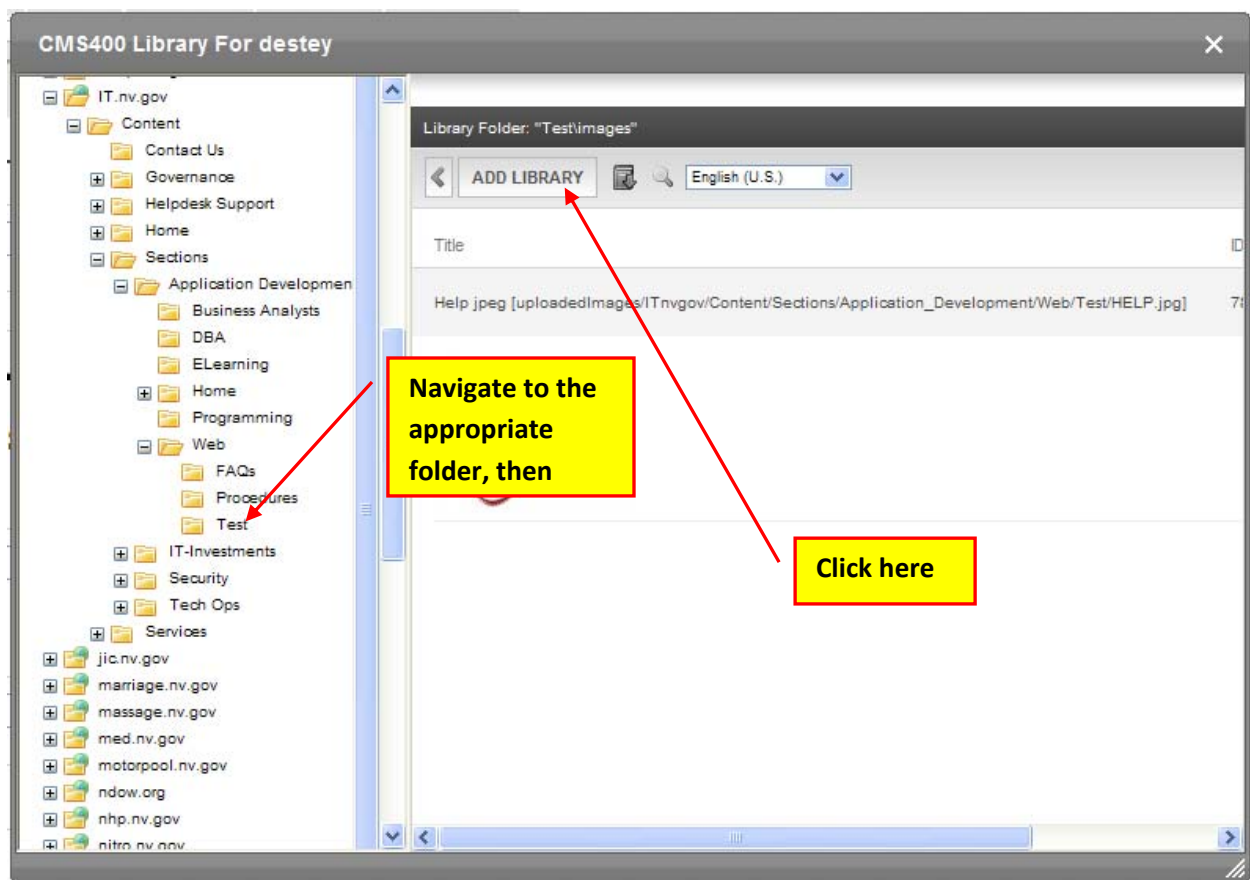 CMS400 Library For destey
IT.nv.gov
Content
Contact Us
Governance
Helpdesk Support
Home
Sections
Application Developmen
Business Analysts
DBA
ELearning
Home
Programming
Web
FAQs
Procedures
Test
IT-Investments
Security
Tech Ops
Services
jic.nv.gov
marriage.nv.gov
massage.nv.gov
med.nv.gov
motorpool.nv.gov
ndow.org
nhp.nv.gov
nitro.nv.gov
Library Folder: "Test\images"
ADD LIBRARY
English (U.S.)
Title
ID
Help jpeg [uploadedImages/ITnvgov/Content/Sections/Application_Development/Web/Test/HELP.jpg]
Navigate to the
appropriate
folder, then
Click here